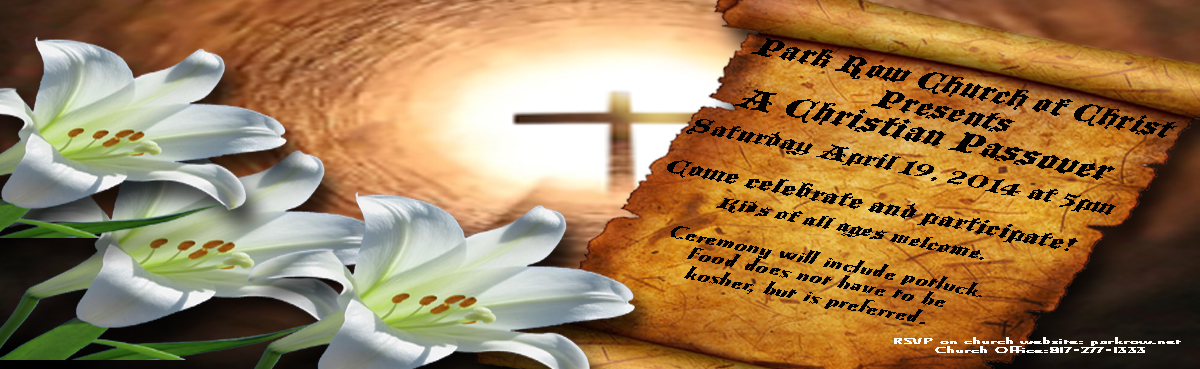 Park Row Church of Christ
Presents
A Christian Passover
Saturday April 19, 2014 at 5pm
Come celebrate and participate!
Kids of all ages welcome.
Ceremony will include potluck.
Food does not have to be
kosher, but is preferred.
RSVP on church website: parkrow.net
Church Office:817-277-1333